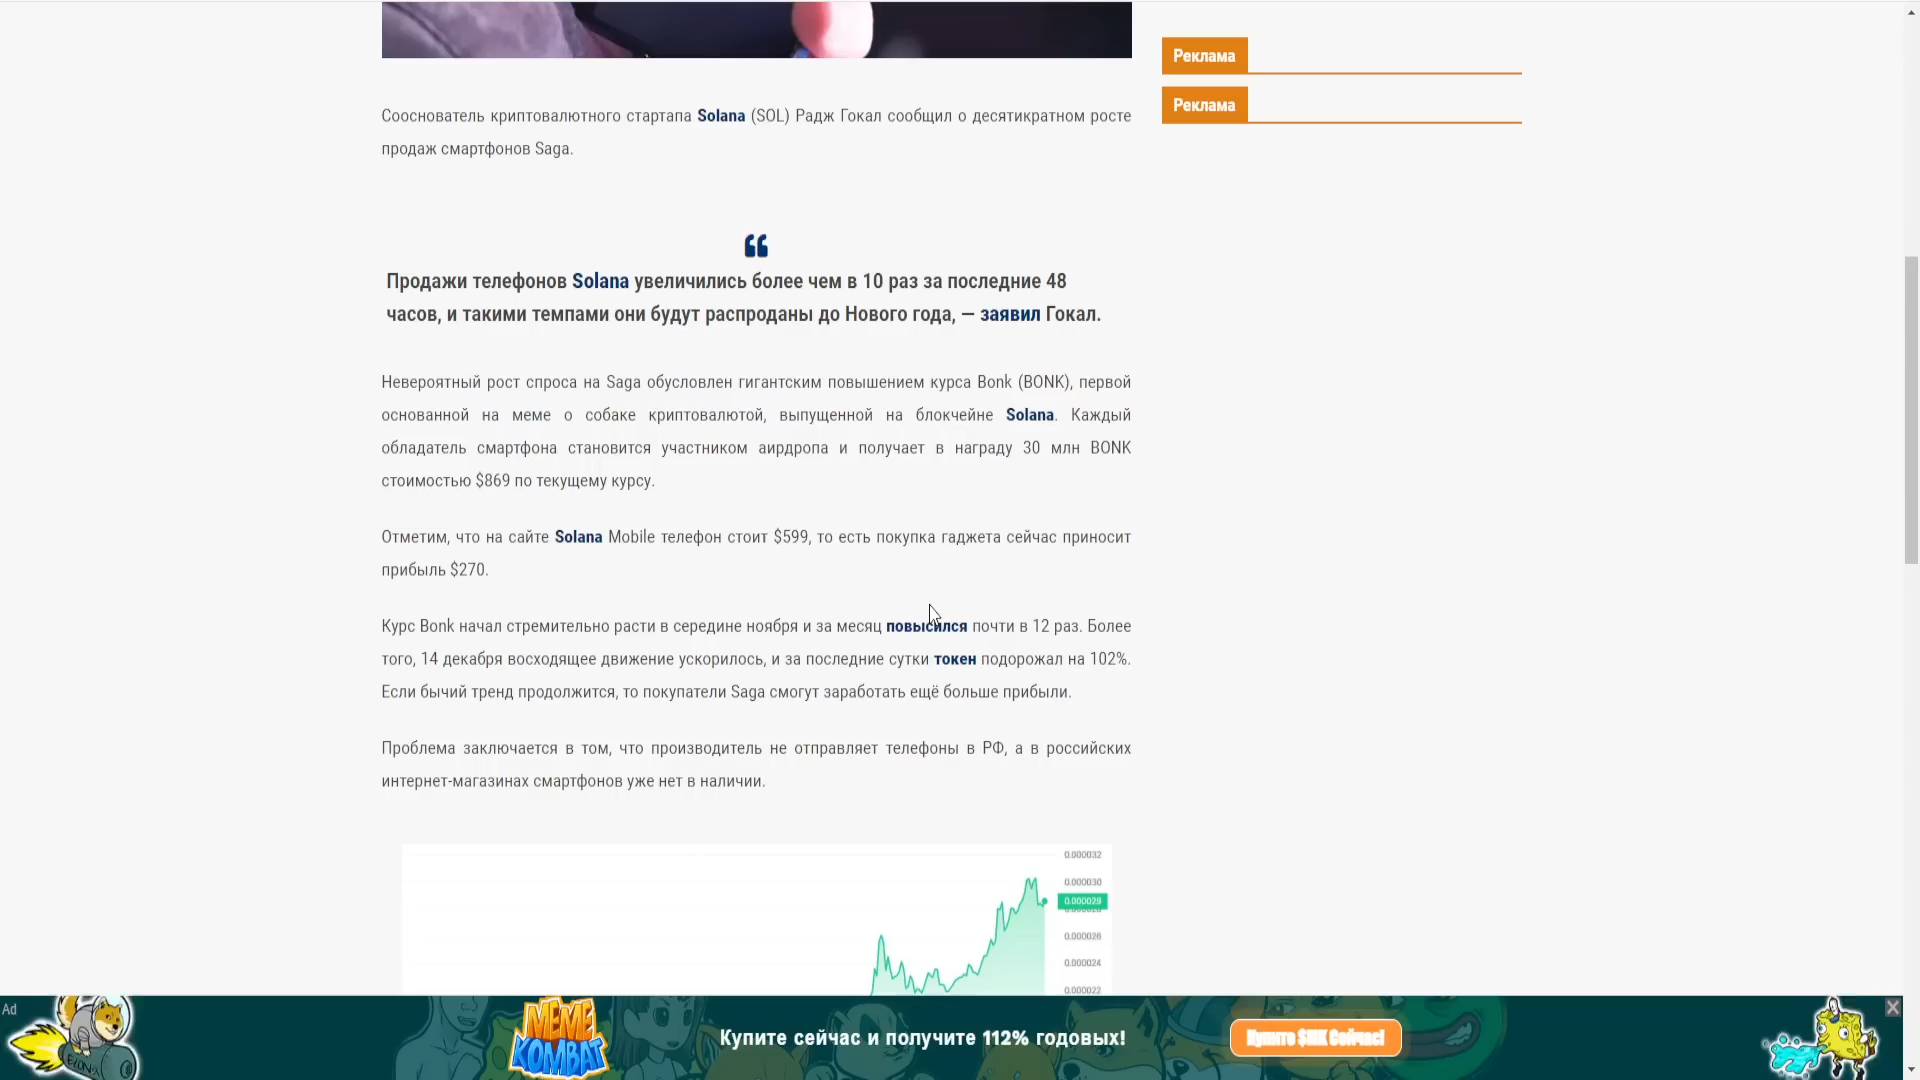 Реклама
Реклама
Сооснователь криптовалютного стартапа Solana (SOL) Радж Гокал сообщил о десятикратном росте
продаж смартфонов Saga.
Продажи телефонов Solana увеличились более чем в 10 раз за последние 48
часов, и такими темпами они будут распроданы до Нового года, — заявил Гокал.
Невероятный рост спроса на Saga обусловлен гигантским повышением курса Bonk (BONK), первой
основанной на меме о собаке криптовалютой, выпущенной на блокчейне Solana. Каждый
обладатель смартфона становится участником аирдропа и получает в награду 30 млн BONK
стоимостью $869 по текущему курсу.
Отметим, что на сайте Solana Mobile телефон стоит $599, то есть покупка гаджета сейчас приносит
прибыль $270.
Курс Bonk начал стремительно расти в середине ноября и за месяц повысился почти в 12 раз. Более
того, 14 декабря восходящее движение ускорилось, и за последние сутки токен подорожал на 102%.
Если бычий тренд продолжится, то покупатели Saga смогут заработать ещё больше прибыли.
Проблема заключается в том, что производитель не отправляет телефоны в РФ, а в российских
интернет-магазинах смартфонов уже нет в наличии.
0.000032
0.000030
0.000028
0.000026
0.000024
0.000022
Ad
MEME KOMBAT
Купите сейчас и получите 112% годовых!
Купите $MK Сейчас!